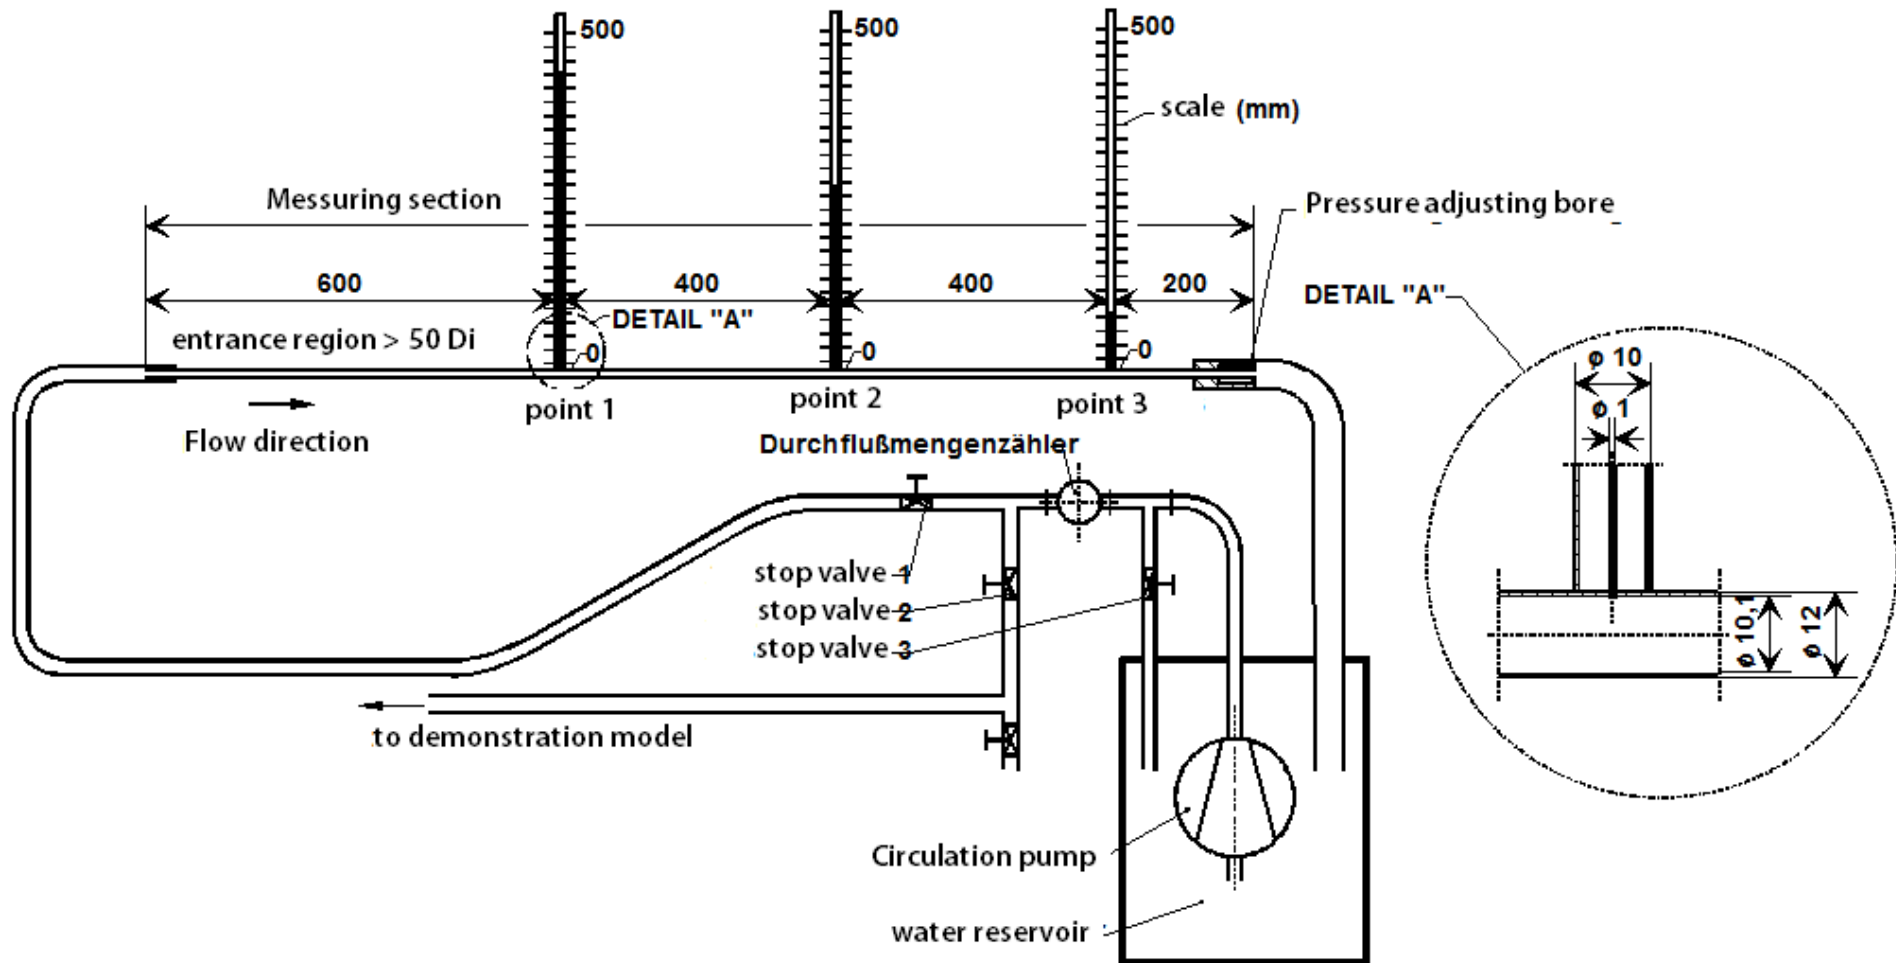 500
500
500
scale (mm)
Messuring section
Pressure adjusting bore
600
400
400
200
DETAIL "A"
DETAIL "A"
entrance region > 50 Di
0
0
0
ø 10
point 1
point 2
point 3
ø 1
Flow direction
Durchflußmengenzähler
stop valve 1
stop valve 2
stop valve 3
ø 10,1
ø 12
to demonstration model
Circulation pump
water reservoir